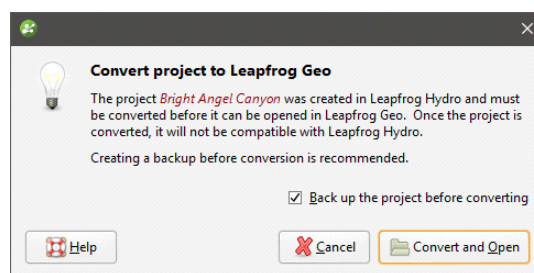 Convert project to Leapfrog Geo
The project Bright Angel Canyon was created in Leapfrog Hydro and must
be converted before it can be opened in Leapfrog Geo. Once the project is
converted, it will not be compatible with Leapfrog Hydro.
Creating a backup before conversion is recommended.
Back up the project before converting
Help Cancel Convert and Open